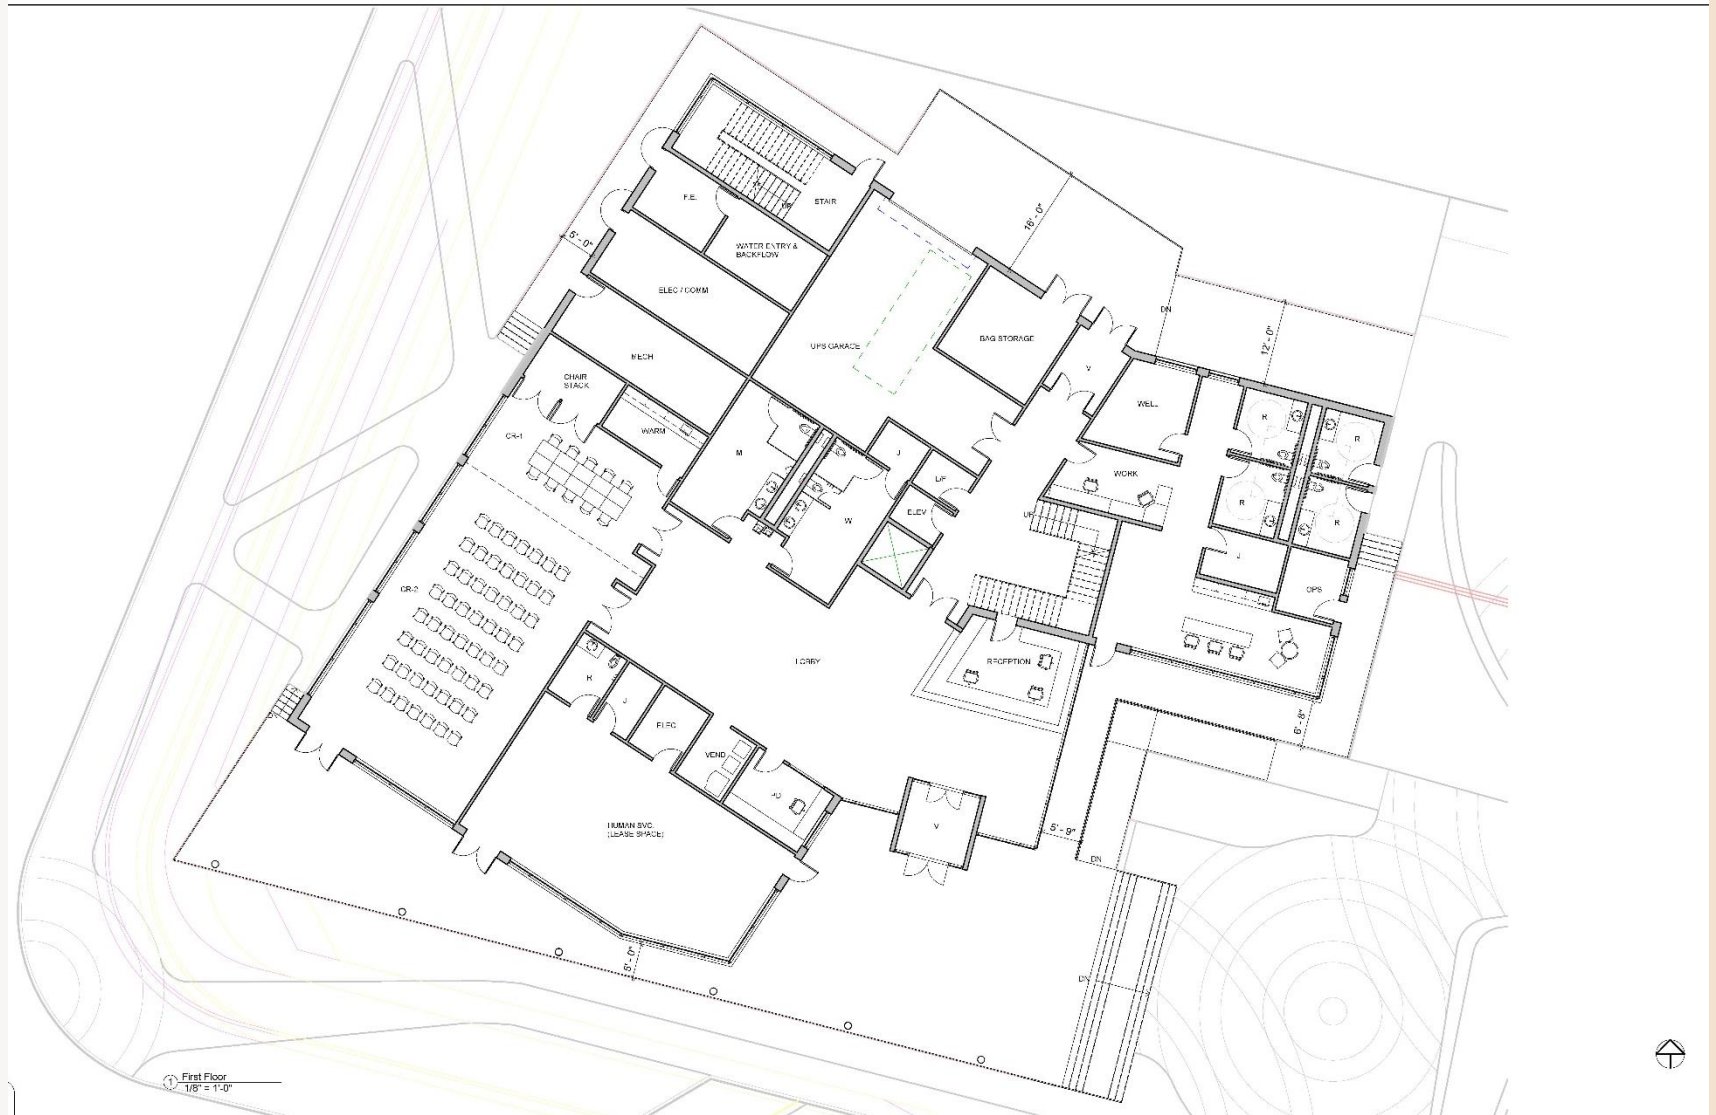 STAIR
F.E.
UP
WATER ENTRY &
BACKFLOW
5' - 0"
16' - 0"
ELEC / COMM
DN
12' - 0"
BAG STORAGE
UPS GARAGE
MECH
V
CHAIR
STACK
WELL
R
WARM
CR-1
R
M
J
WORK
L/F
R
ELEV
UP
W
R
J
CR-2
OPS
LOBBY
RECEPTION
R
J
ELEC
6' - 8"
VEND
PO
HUMAN SVC.
(LEASE SPACE)
V
5' - 9"
DN
5' - 0"
DN
1
First Floor
1/8" = 1'-0"